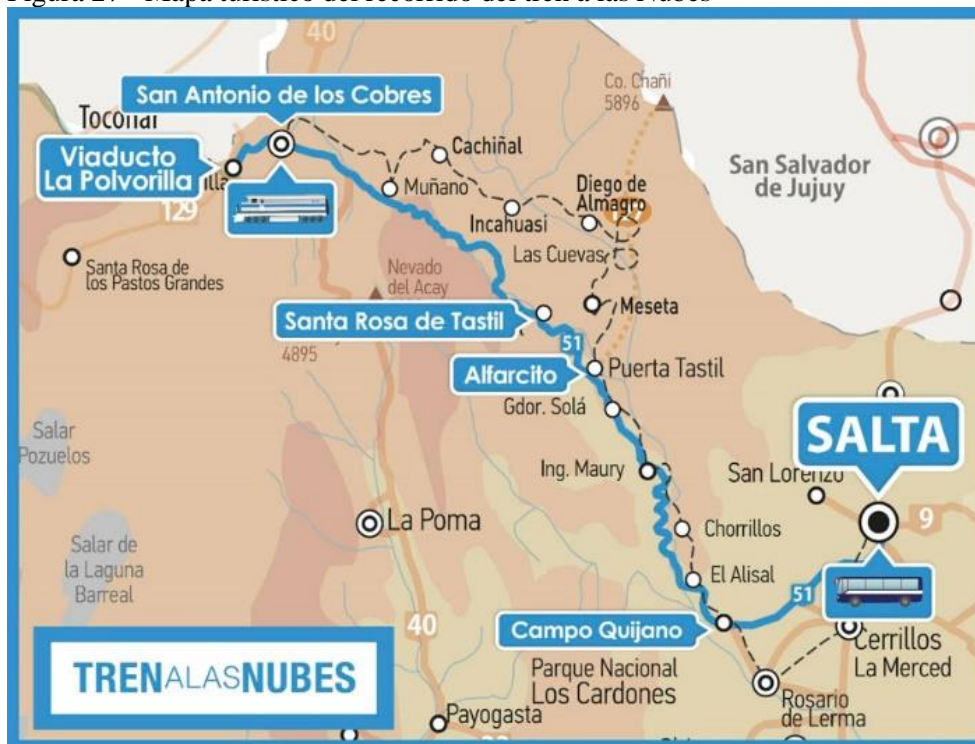 Figura 27 - Mapa turístico del recorrido del tren a las Nubes
40
San Antonio de los Cobres
Co. Chañi
5896
Toconar
Viaducto
La Polvorilla
129
Cachiñal
Muñano
Diego de
Almagro
Incahuasi
Las Cuevas
San Salvador
de Jujuy
Santa Rosa de
los Pastos Grandes
Nevado
del Acay
4895
Meseta
Santa Rosa de Tastil
51
Puerta Tastil
Alfarcito
Gdor. Solá
SALTA
Salar
Pozuelos
Ing. Maury
San Lorenzo
La Poma
9
Chorrillos
Salar de
la Laguna
Barreal
El Alisal
51
40
Campo Quijano
Cerrillos
La Merced
Parque Nacional
Los Cardones
TRENALASNUBES
Rosario
de Lerma
Payogasta